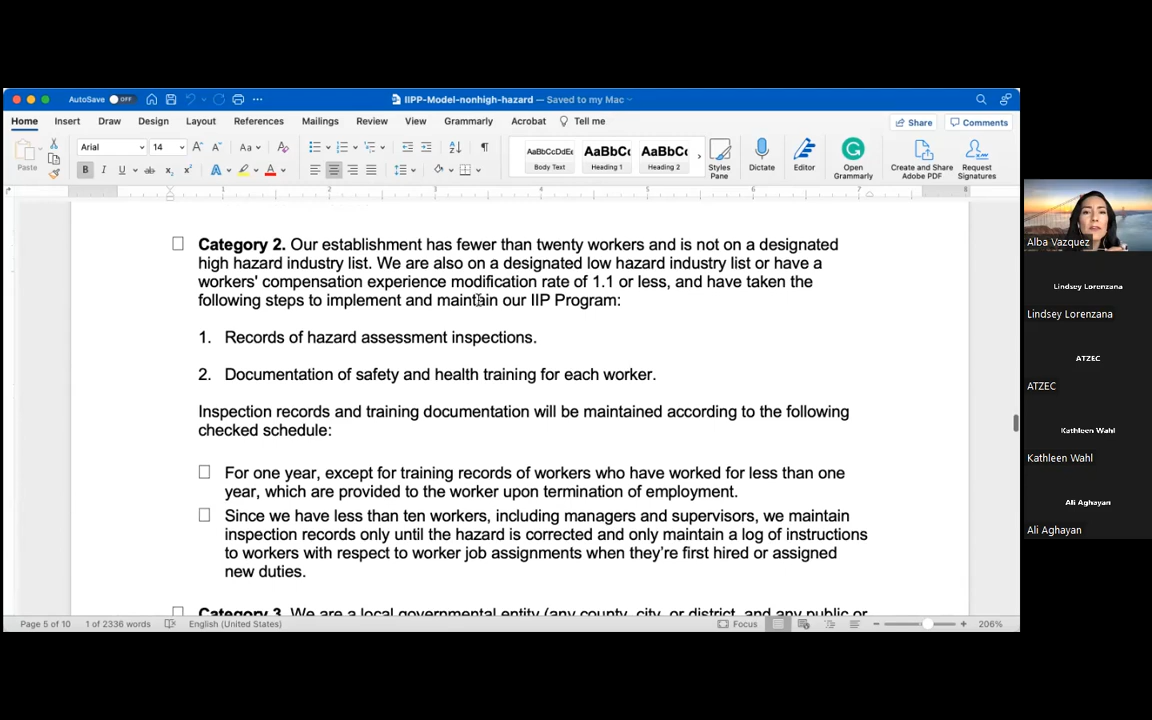 AutoSave OFF
IIPP-Model-nonhigh-hazard — Saved to my Mac
Home Insert Draw Design Layout References Mailings Review View Grammarly Acrobat Tell me
Share Comments
Paste
Arial 14
Aa
AaBbCcDdEe AaBbCc AaBbCc
Body Text Heading 1 Heading 2
Styles Pane
Dictate
Editor
Open Grammarly
Create and Share Adobe PDF
Request Signatures
1 2 3 4 5 6 7 8
Category 2. Our establishment has fewer than twenty workers and is not on a designated
high hazard industry list. We are also on a designated low hazard industry list or have a
workers' compensation experience modification rate of 1.1 or less, and have taken the
following steps to implement and maintain our IIP Program:
1. Records of hazard assessment inspections.
2. Documentation of safety and health training for each worker.
Inspection records and training documentation will be maintained according to the following
checked schedule:
For one year, except for training records of workers who have worked for less than one
year, which are provided to the worker upon termination of employment.
Since we have less than ten workers, including managers and supervisors, we maintain
inspection records only until the hazard is corrected and only maintain a log of instructions
to workers with respect to worker job assignments when they're first hired or assigned
new duties.
Category 3. We are a local governmental entity (any county, city, or district, and any public or
Page 5 of 10 1 of 2336 words English (United States)
Focus
206%
Alba Vazquez
Lindsey Lorenzana
Lindsey Lorenzana
ATZEC
ATZEC
Kathleen Wahl
Kathleen Wahl
Ali Aghayan
Ali Aghayan